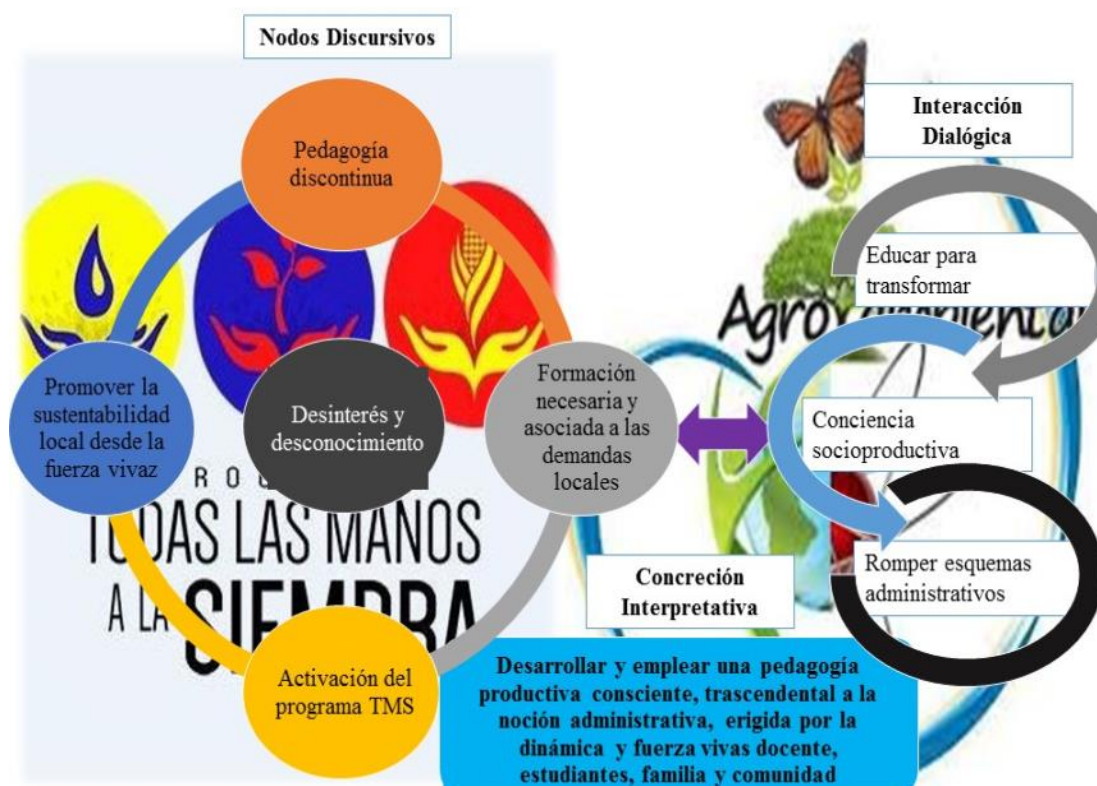 Nodos Discursivos
Pedagogía
discontinua
Interacción
Dialógica
Educar para
transformar
Promover la
sustentabilidad
local desde la
fuerza vivaz
Desinterés y
desconocimiento
Formación
necesaria y
asociada a las
demandas
locales
Conciencia
socioproductiva
TODAS LAS MANOS
A LA SIEMBRA
Romper esquemas
administrativos
Concreción
Interpretativa
Activación del
programa TMS
Desarrollar y emplear una pedagogía
productiva consciente, trascendental a la
noción administrativa, erigida por la
dinámica y fuerza vivas docente,
estudiantes, familia y comunidad